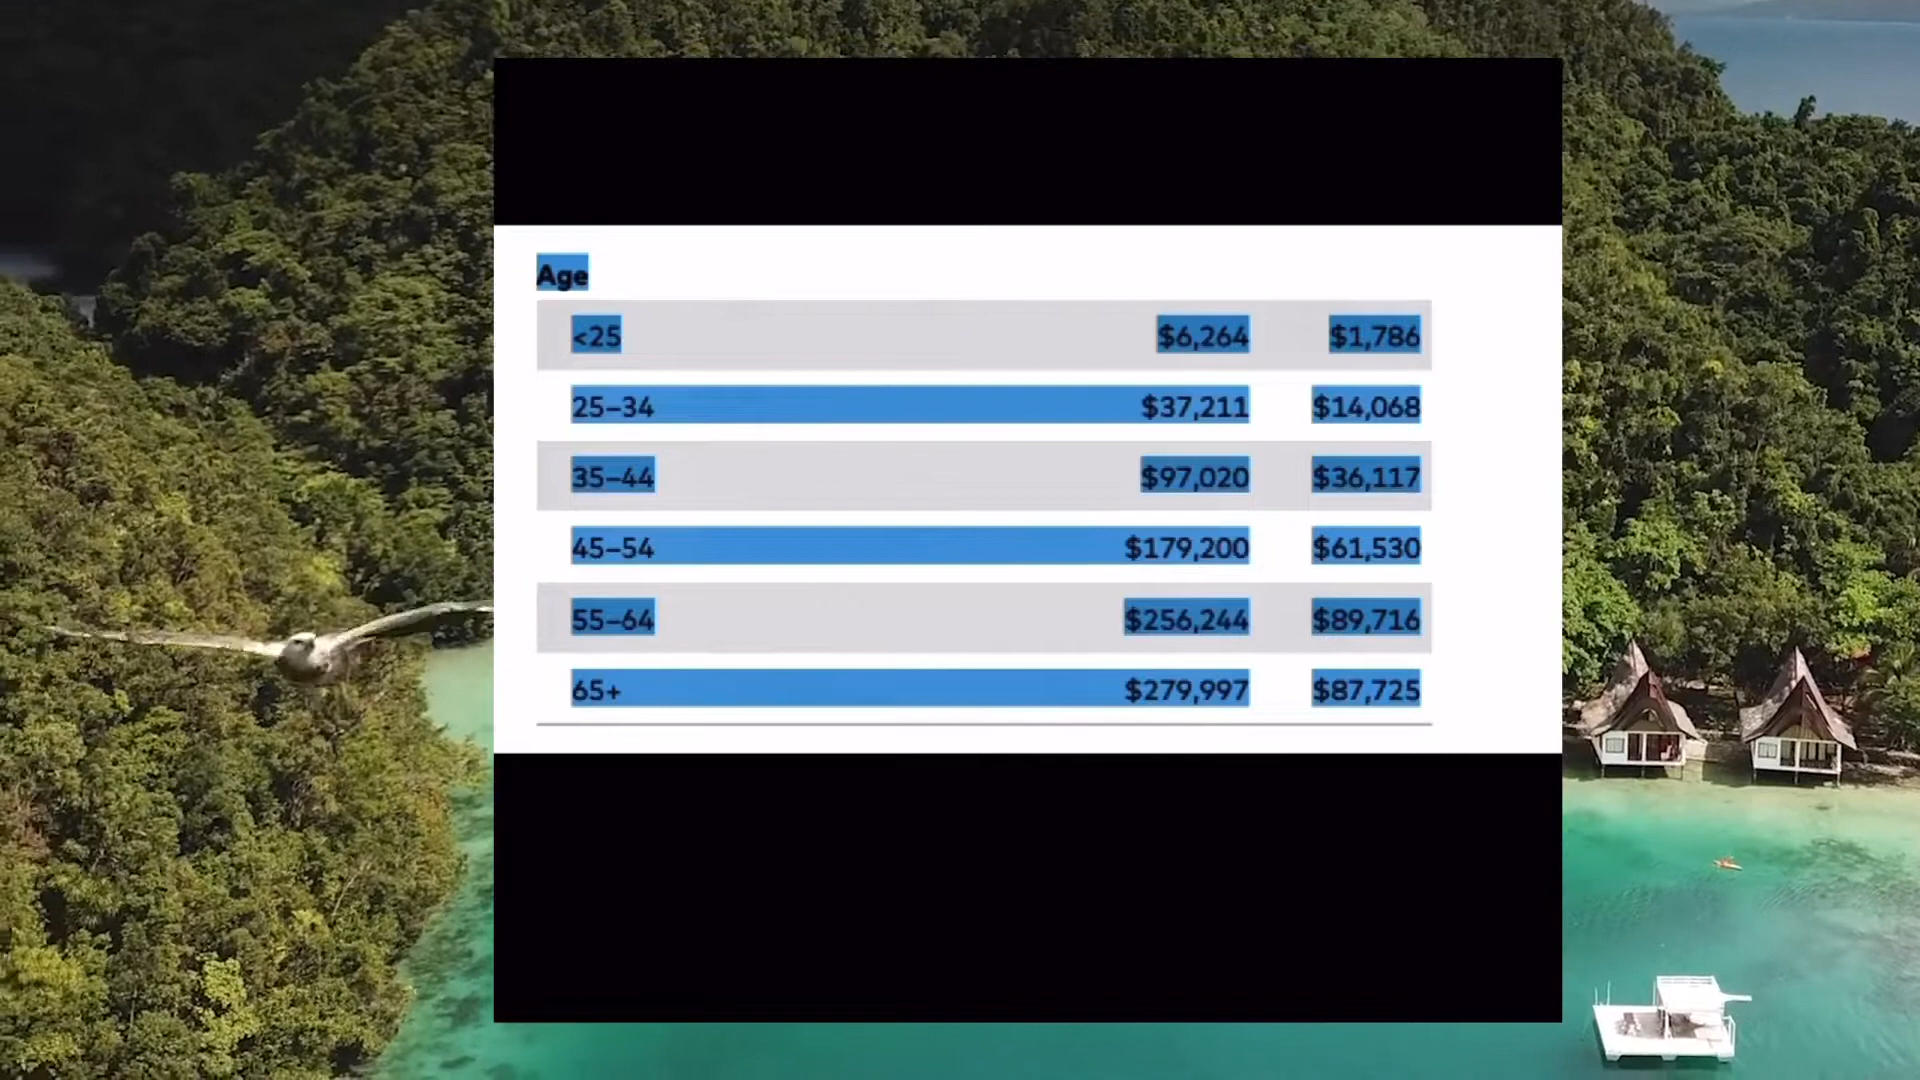 Age
<25 $6,264 $1,786
25–34 $37,211 $14,068
35–44 $97,020 $36,117
45–54 $179,200 $61,530
55–64 $256,244 $89,716
65+ $279,997 $87,725